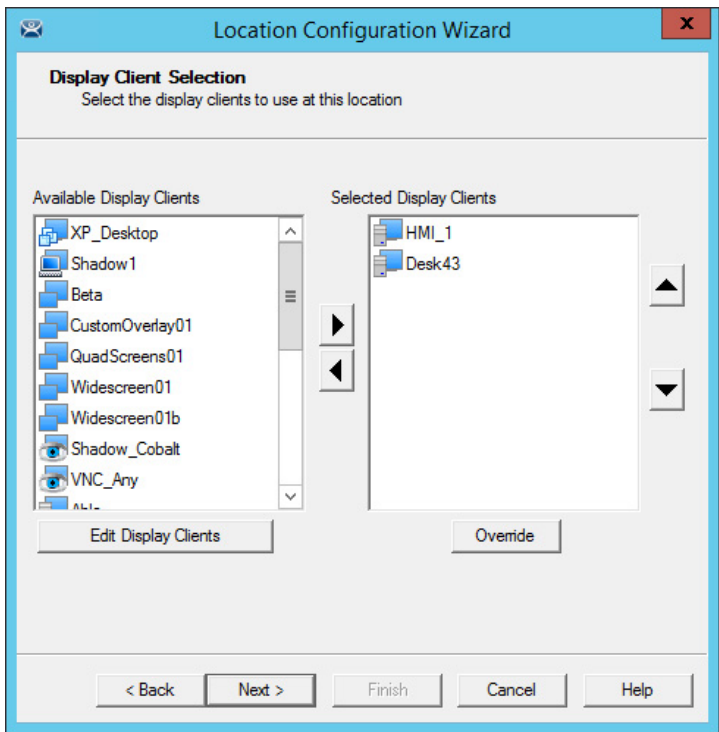 Location Configuration Wizard
x
Display Client Selection
Select the display clients to use at this location
Available Display Clients
XP_Desktop
Shadow1
Beta
CustomOverlay01
QuadScreens01
Widescreen01
Widescreen01b
Shadow_Cobalt
VNC_Any
Edit Display Clients
Selected Display Clients
HMI_1
Desk43
Override
< Back
Next >
Finish
Cancel
Help